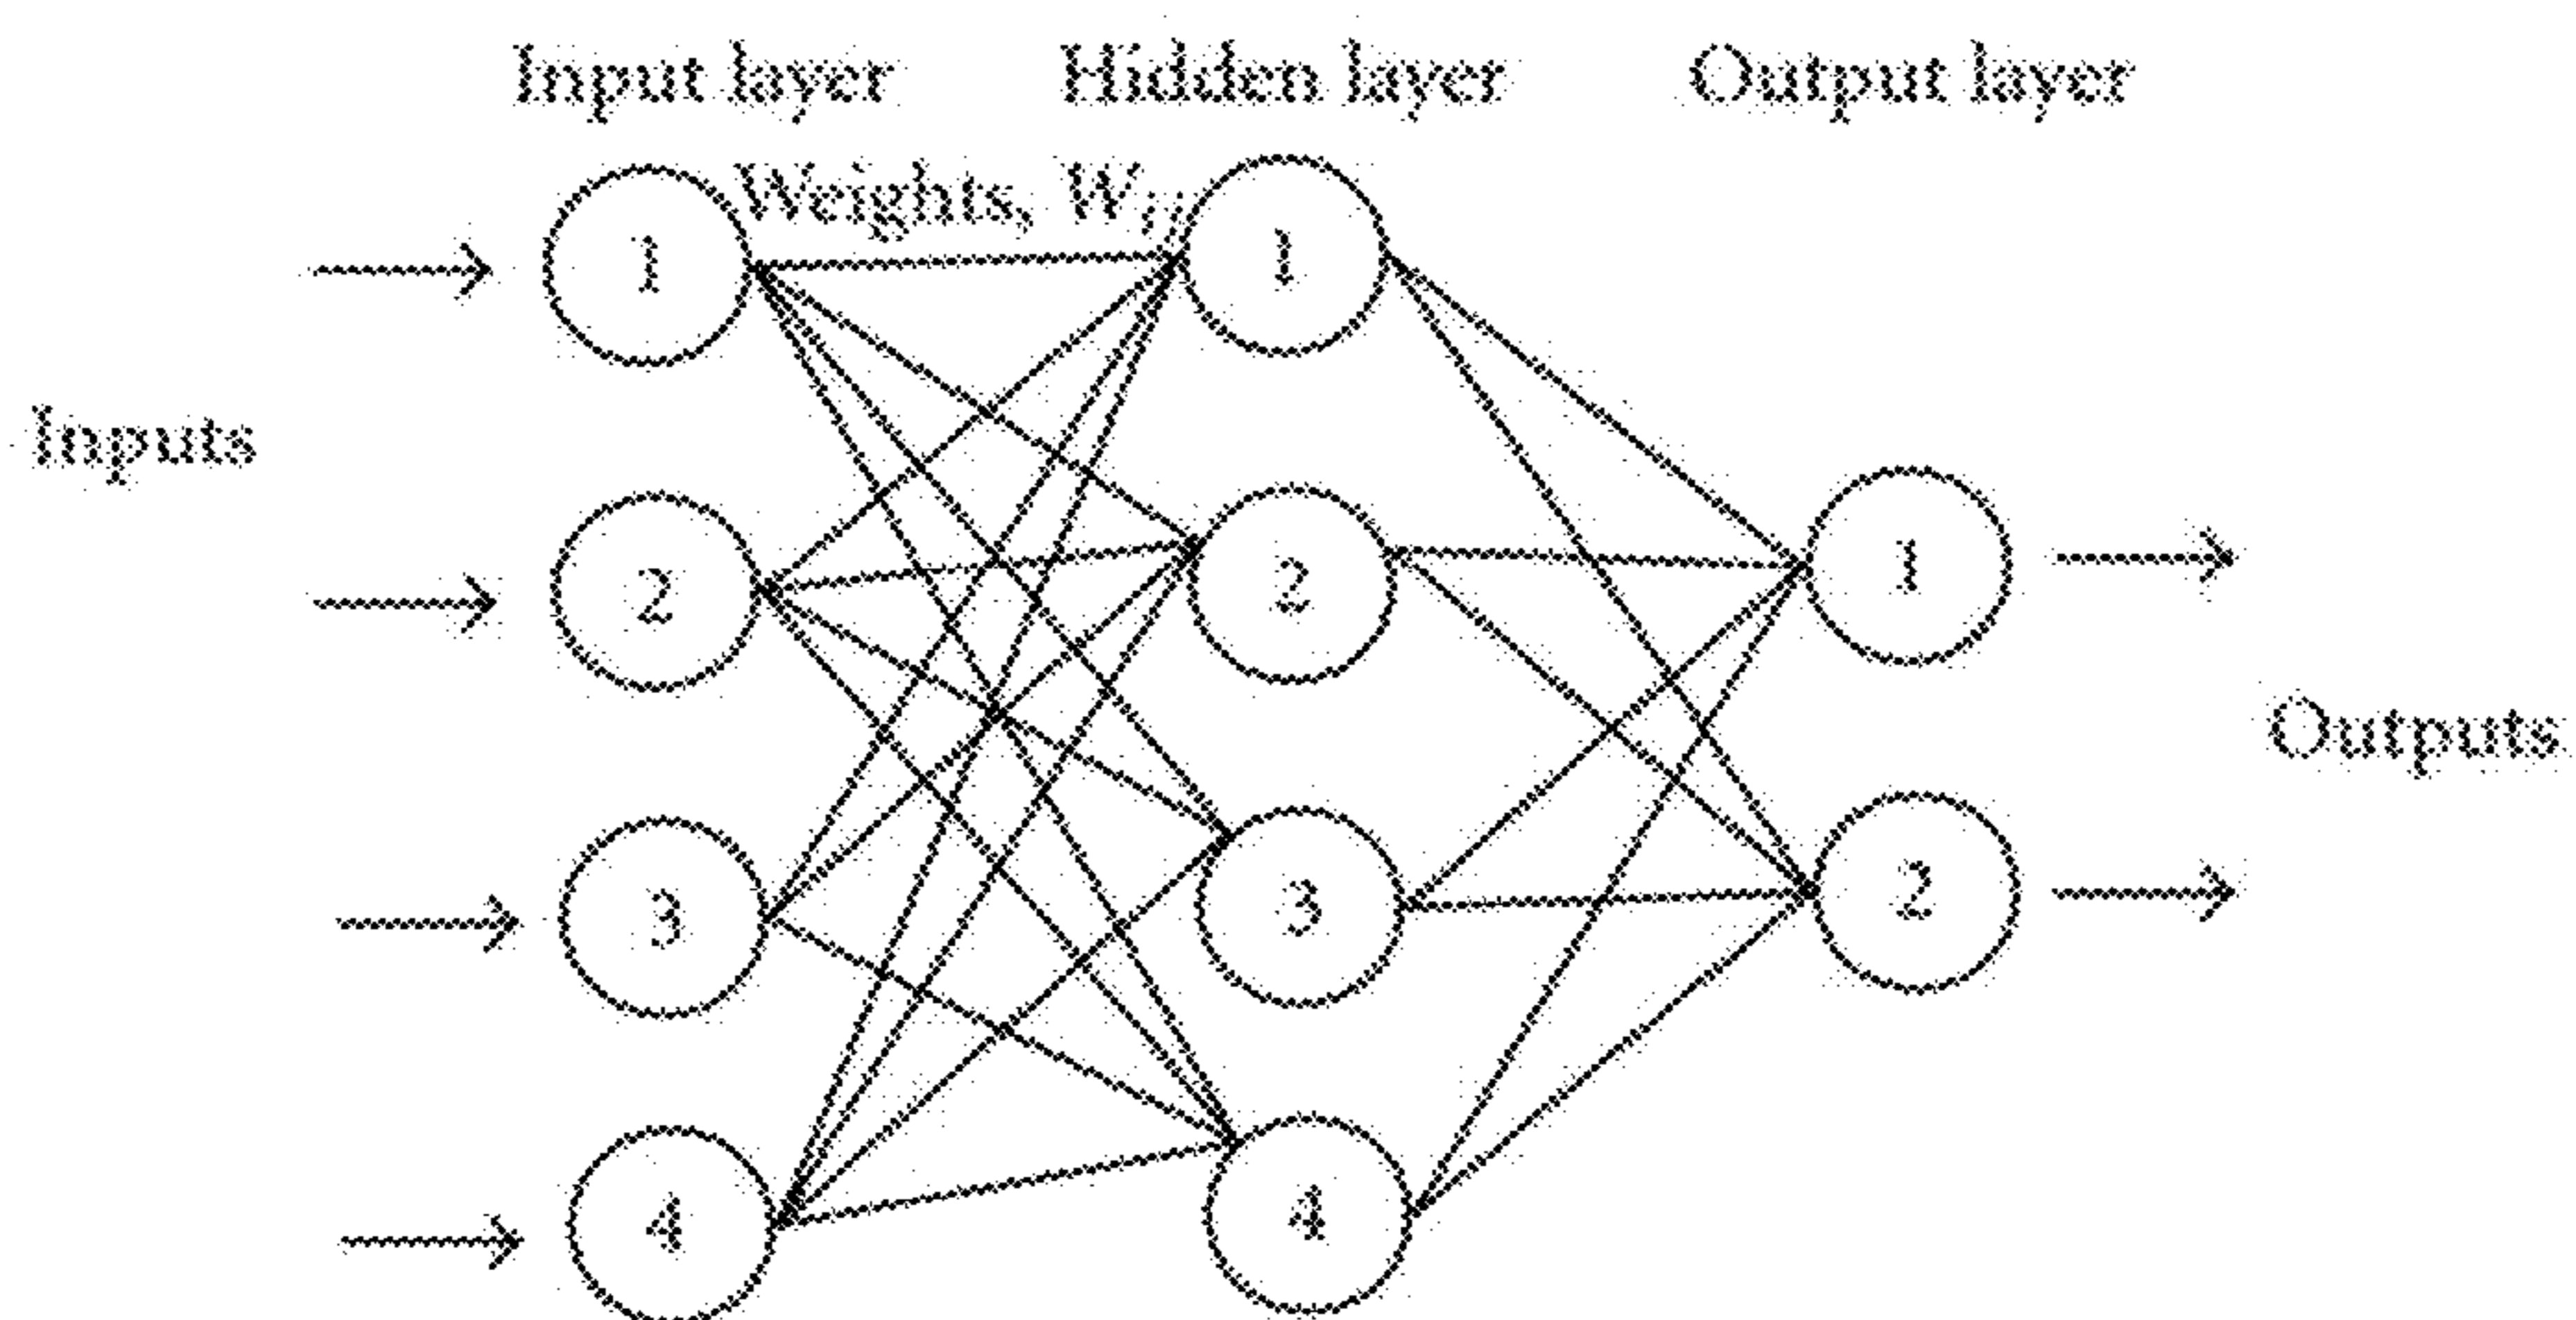 Input layer Hidden layer Output layer
Weights, Wij
1 1
Inputs
2 2 1
Outputs
3 3 2
4 4